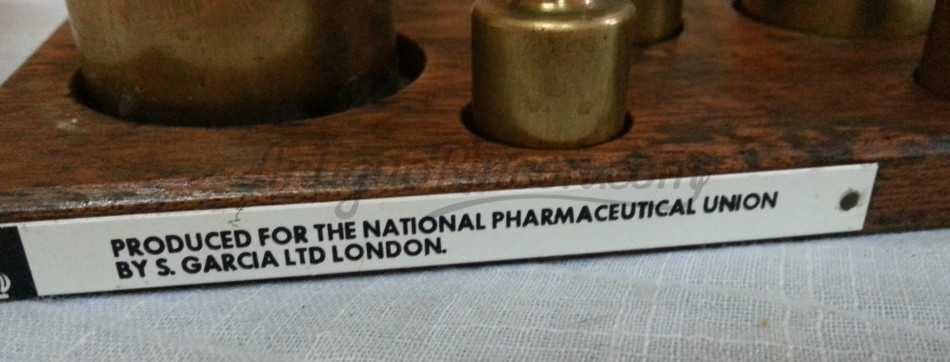 PRODUCED FOR THE NATIONAL PHARMACEUTICAL UNION
BY S. GARCIA LTD LONDON.